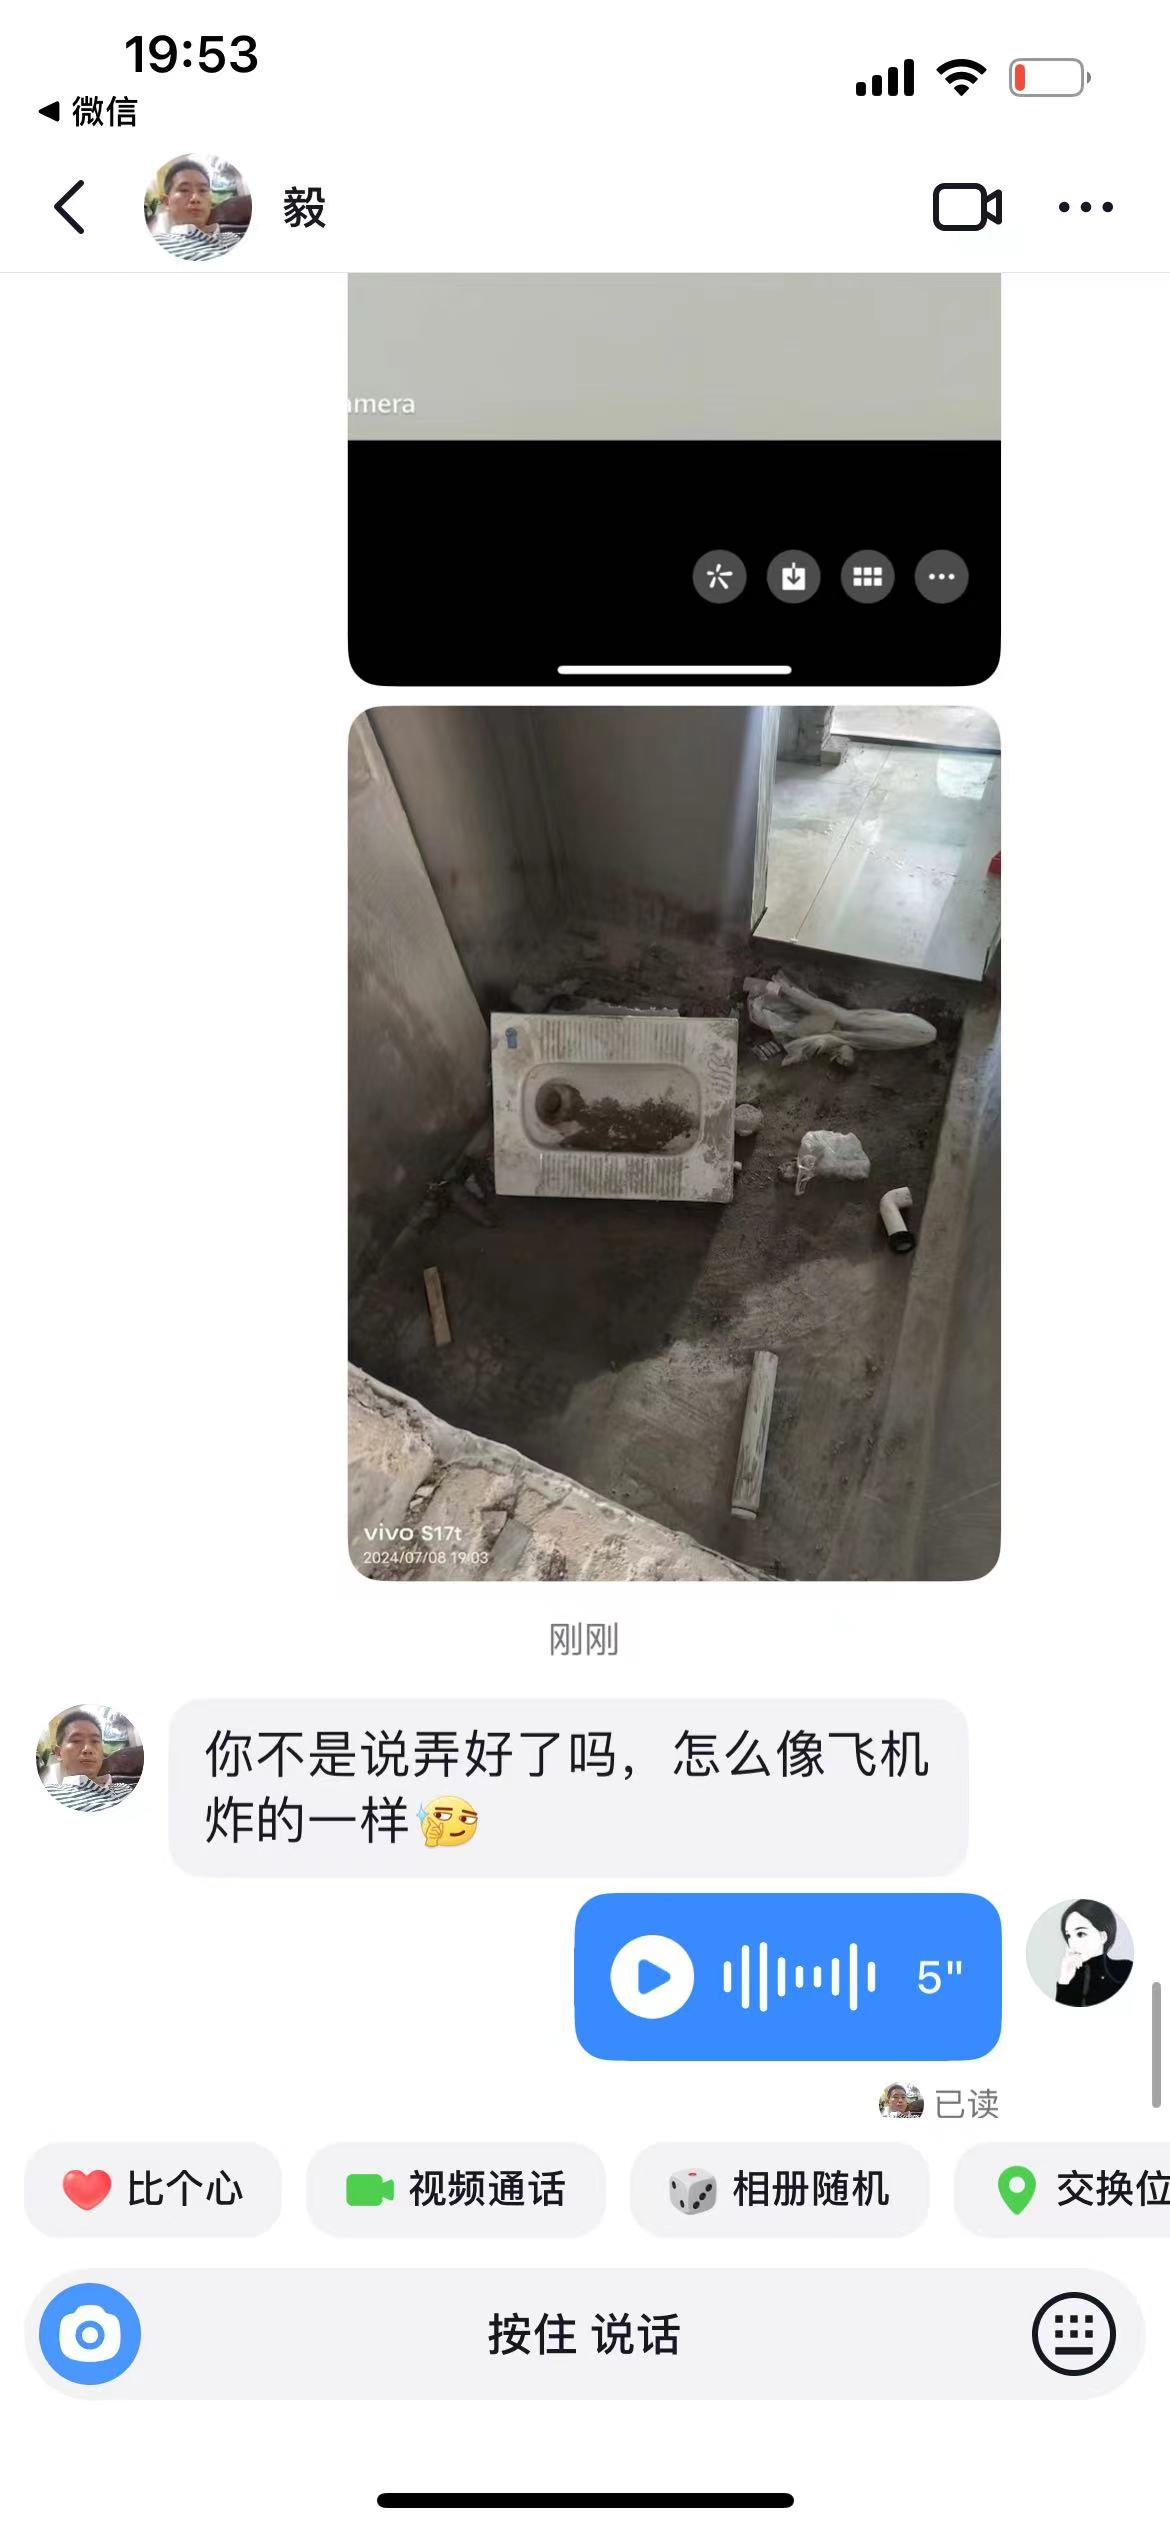 19:53
微信
毅
amera
vivo S17t
2024/07/08 19:03
刚刚
你不是说弄好了吗，怎么像飞机
炸的一样
5"
已读
比个心
视频通话
相册随机
交换位
按住 说话